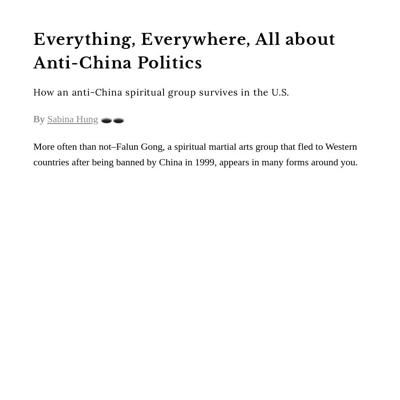 Everything, Everywhere, All about
Anti-China Politics
How an anti-China spiritual group survives in the U.S.
By Sabina Hung 🕳️🕳️
More often than not–Falun Gong, a spiritual martial arts group that fled to Western
countries after being banned by China in 1999, appears in many forms around you.